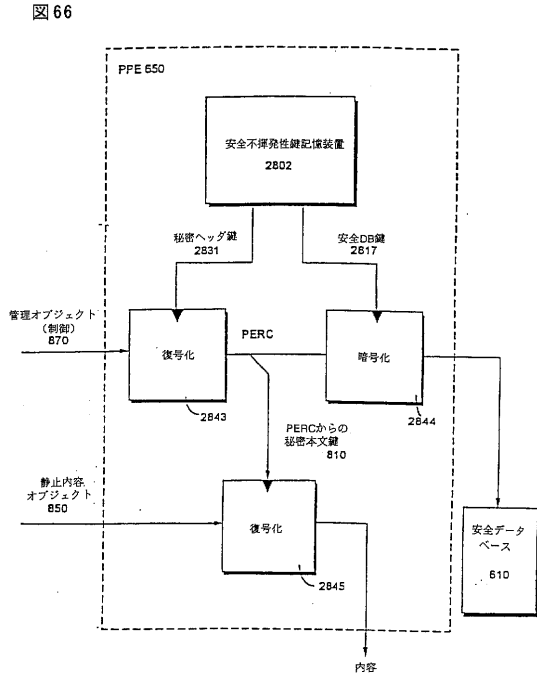 図66
PPE 650
安全不揮発性鍵記憶装置
2802
秘密ヘッダ鍵
2831
安全DB鍵
2817
管理オブジェクト
(制御)
870
復号化
PERC
暗号化
2843
2844
PERCからの
秘密本文鍵
810
静止内容
オブジェクト
850
復号化
2845
安全データ
ベース
610
内容